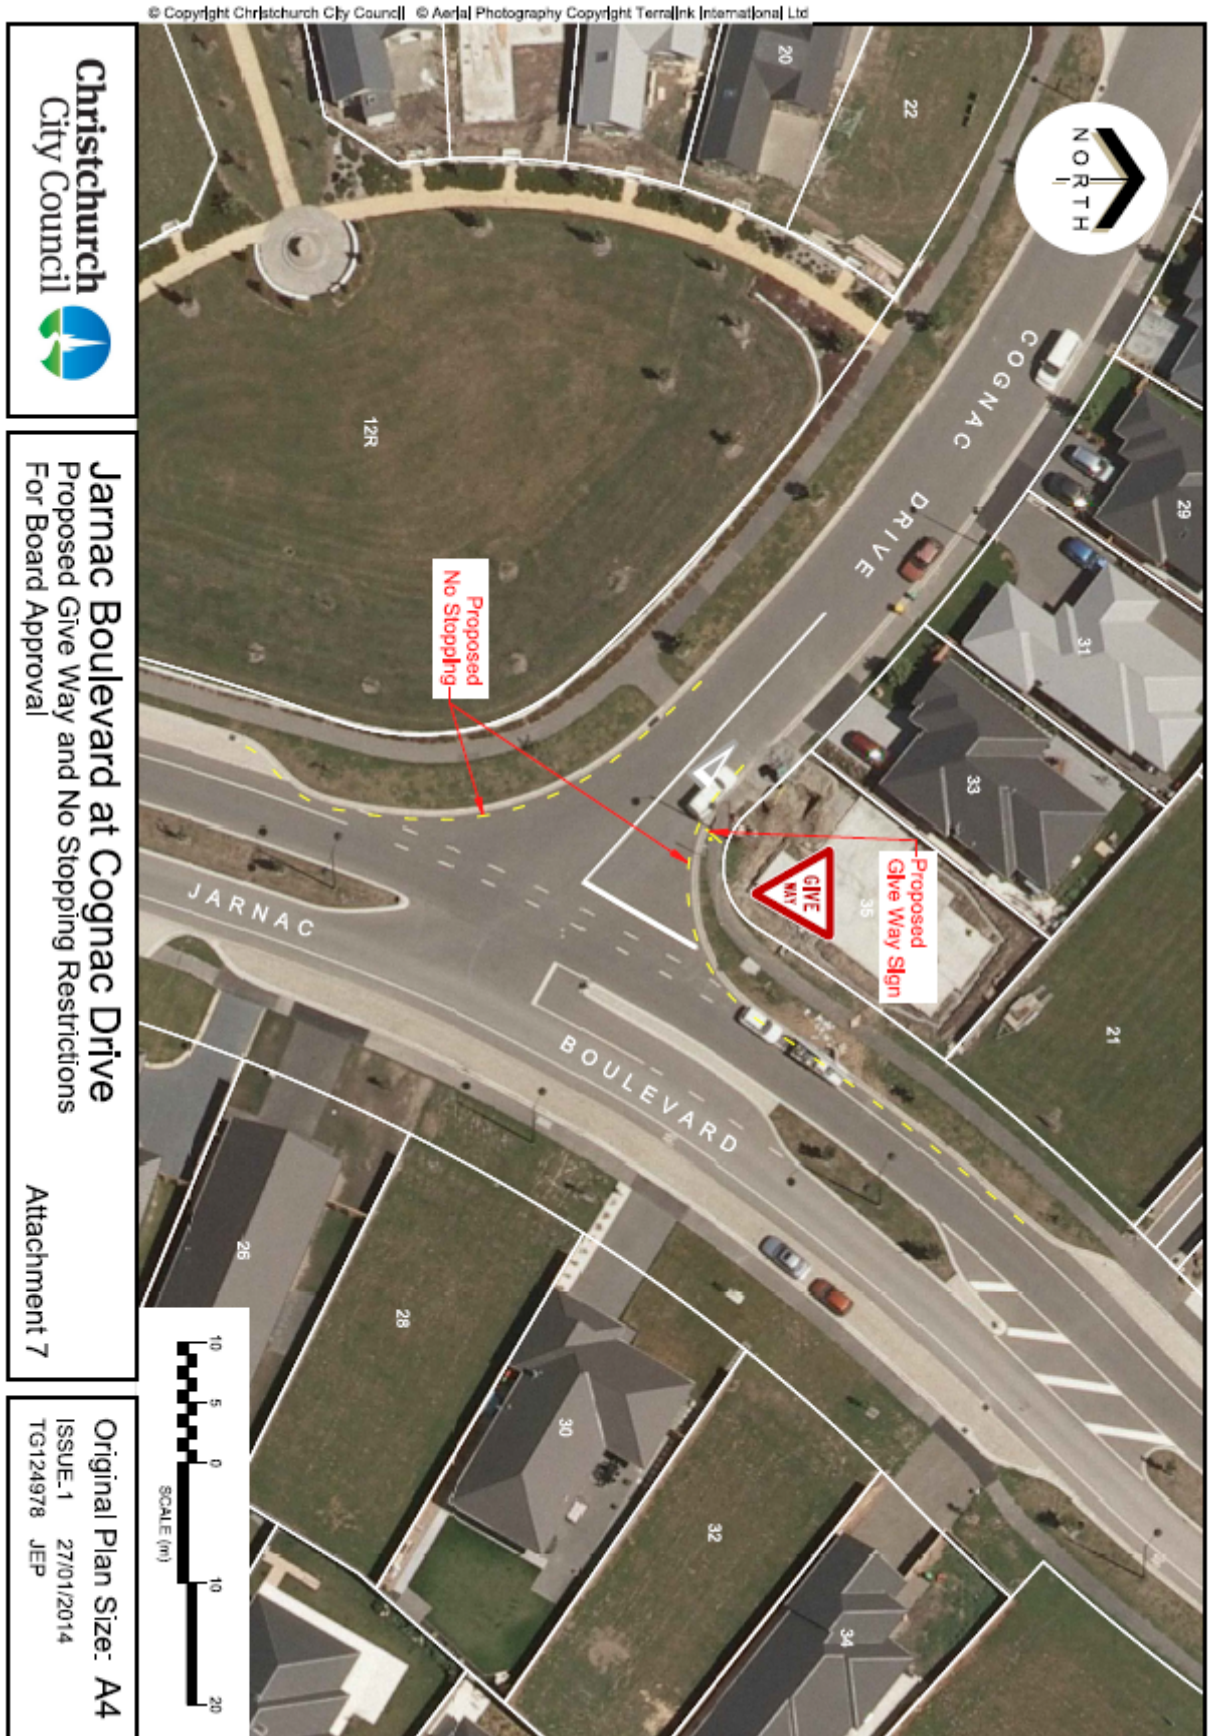 © Copyright Christchurch City Council © Aerial Photography Copyright Terralink International Ltd
NORTH
COGNAC DRIVE
JARNAC BOULEVARD
20
22
12R
29
31
33
35
21
26
28
30
32
34
Proposed
No Stopping
Proposed
Give Way Sign
GIVE
WAY
10 5 0 10 20
SCALE (m)
Christchurch
City Council
Jarnac Boulevard at Cognac Drive
Proposed Give Way and No Stopping Restrictions
For Board Approval
Attachment 7
Original Plan Size: A4
ISSUE.1 27/01/2014
TG124978 JEP